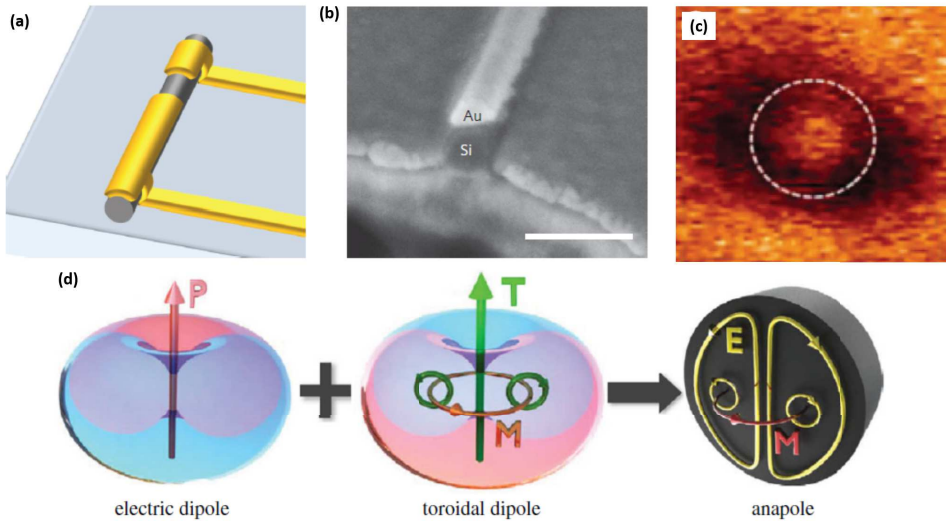 (a)
(b)
(c)
Au
Si
(d)
P
T
M
E
M
electric dipole
toroidal dipole
anapole